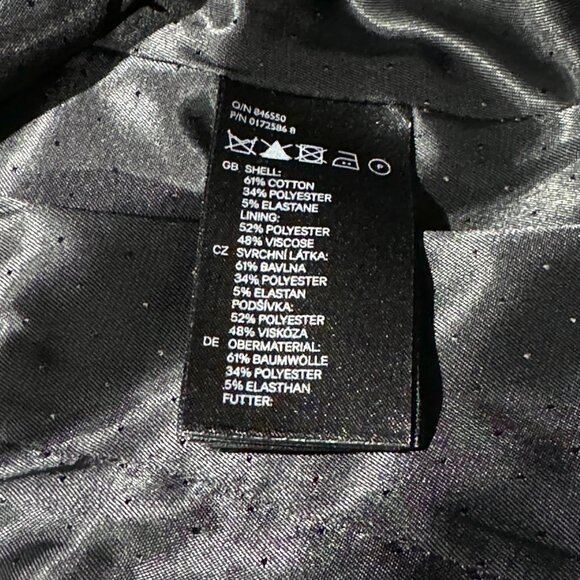 O/N 846550
P/N 0172586 8
GB SHELL:
61% COTTON
34% POLYESTER
5% ELASTANE
LINING:
52% POLYESTER
48% VISCOSE
CZ SVRCHNÍ LÁTKA:
61% BAVLNA
34% POLYESTER
5% ELASTAN
PODŠÍVKA:
52% POLYESTER
48% VISKÓZA
DE OBERMATERIAL:
61% BAUMWOLLE
34% POLYESTER
5% ELASTHAN
FUTTER: